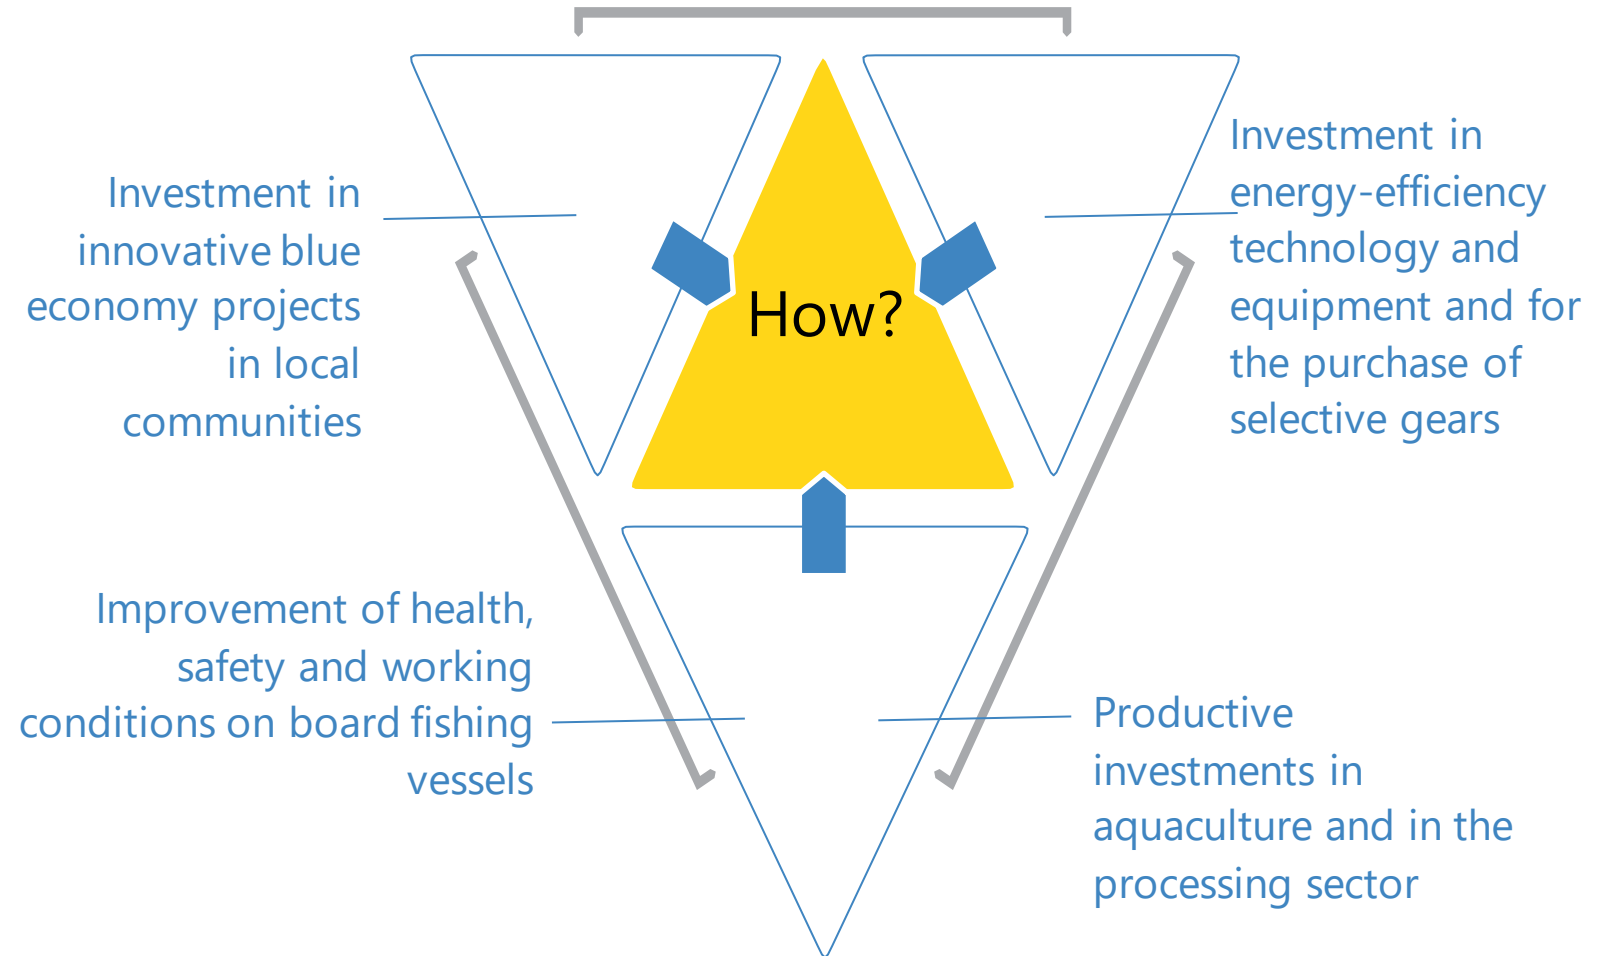 Investment in
innovative blue
economy projects
in local
communities
How?
Investment in
energy-efficiency
technology and
equipment and for
the purchase of
selective gears
Improvement of health,
safety and working
conditions on board fishing
vessels
Productive
investments in
aquaculture and in the
processing sector